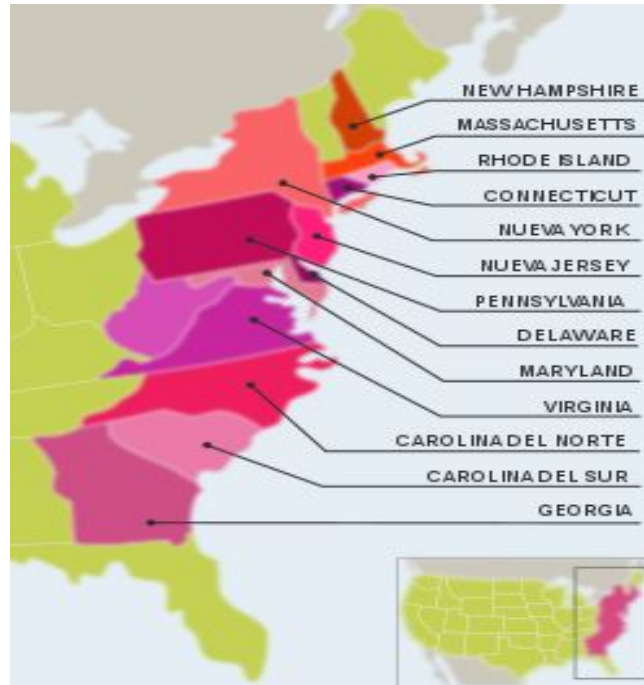 NEW HAMPSHIRE
MASSACHUSETTS
RHODE ISLAND
CONNECTICUT
NUEVA YORK
NUEVA JERSEY
PENNSYLVANIA
DELAWARE
MARYLAND
VIRGINIA
CAROLINA DEL NORTE
CAROLINA DEL SUR
GEORGIA